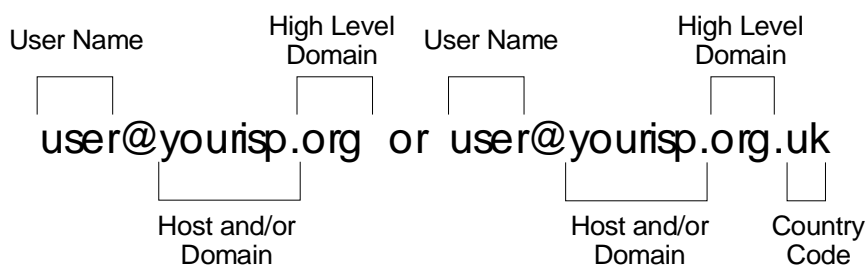 User Name
High Level
Domain
User Name
High Level
Domain
user@yourisp.org or user@yourisp.org.uk
Host and/or
Domain
Host and/or
Domain
Country
Code